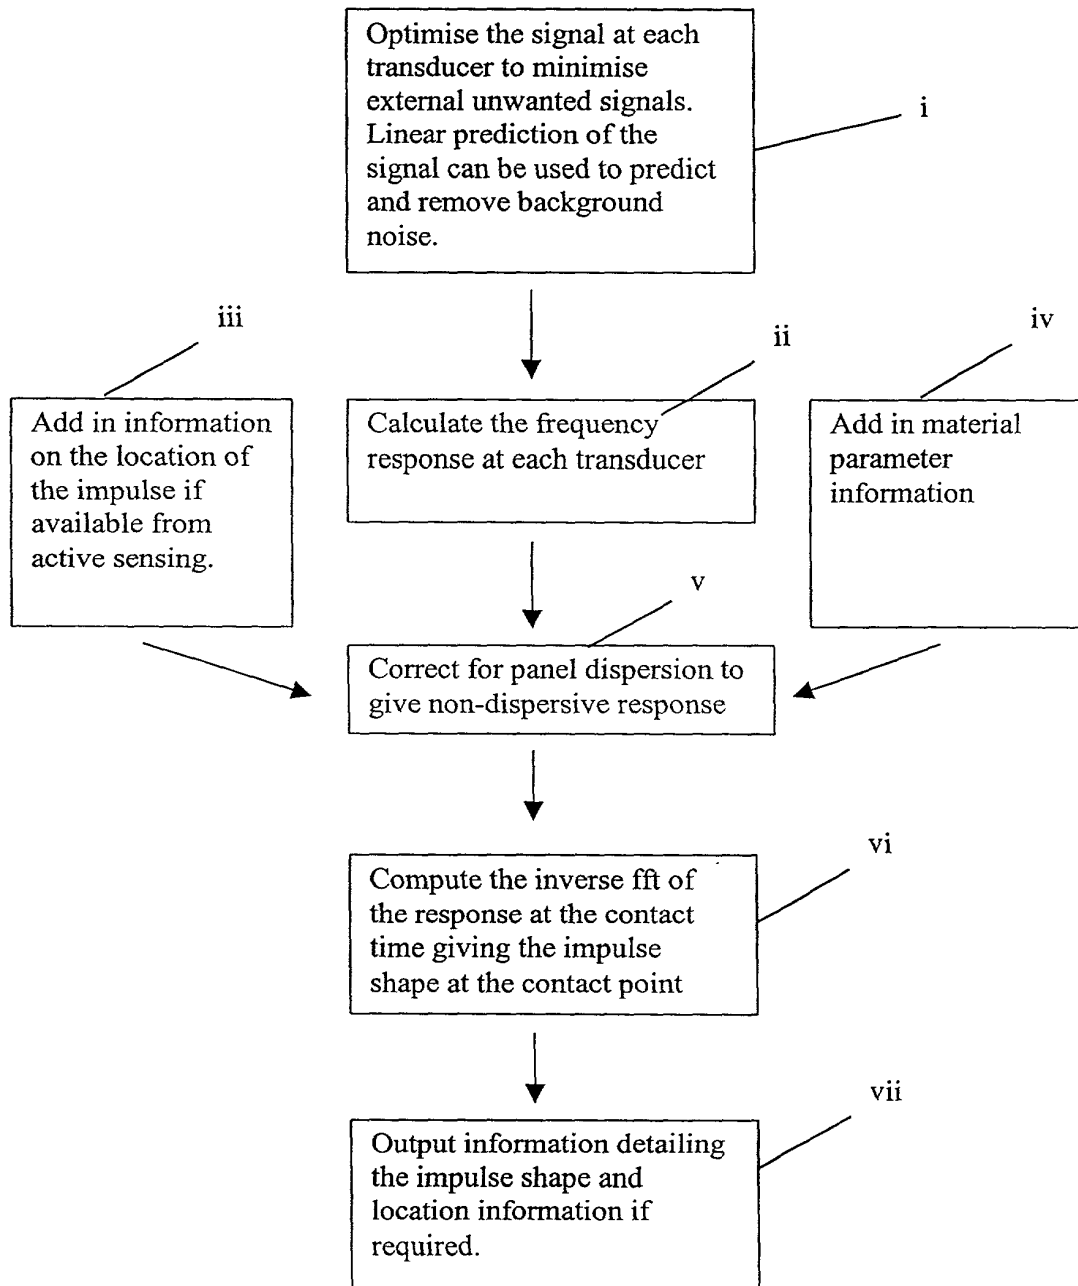 Optimise the signal at each
transducer to minimise
external unwanted signals.
Linear prediction of the
signal can be used to predict
and remove background
noise.
i
iii
ii
iv
Add in information
on the location of
the impulse if
available from
active sensing.
Calculate the frequency
response at each transducer
Add in material
parameter
information
v
Correct for panel dispersion to
give non-dispersive response
vi
Compute the inverse fft of
the response at the contact
time giving the impulse
shape at the contact point
vii
Output information detailing
the impulse shape and
location information if
required.